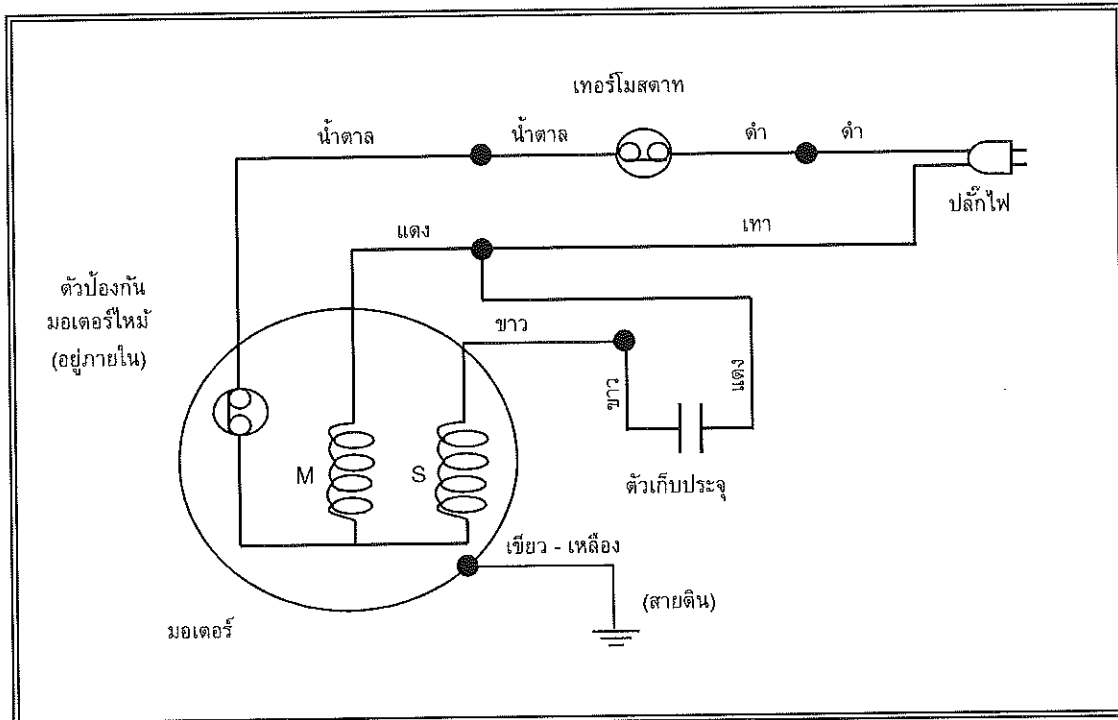 เทอร์โมสตาท
น้ำตาล
น้ำตาล
ดำ
ดำ
ปลั๊กไฟ
แดง
เทา
ตัวป้องกัน
มอเตอร์ไหม้
(อยู่ภายใน)
ขาว
ขาว
แดง
M
S
ตัวเก็บประจุ
เขียว - เหลือง
(สายดิน)
มอเตอร์